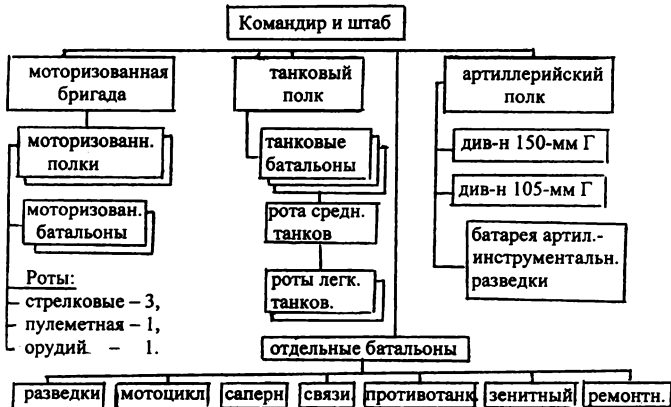 Командир и штаб
моторизованная
бригада
танковый
полк
артиллерийский
полк
моторизованн.
полки
танковые
батальоны
див-н 150-мм Г
див-н 105-мм Г
моторизован.
батальоны
рота средн.
танков
батарея артил.-
инструментальн.
разведки
Роты:
стрелковые – 3,
пулеметная – 1,
орудий – 1.
роты легк.
танков.
отдельные батальоны
разведки
мотоцикл
саперн
связи
противотанк
зенитный
ремонтн.